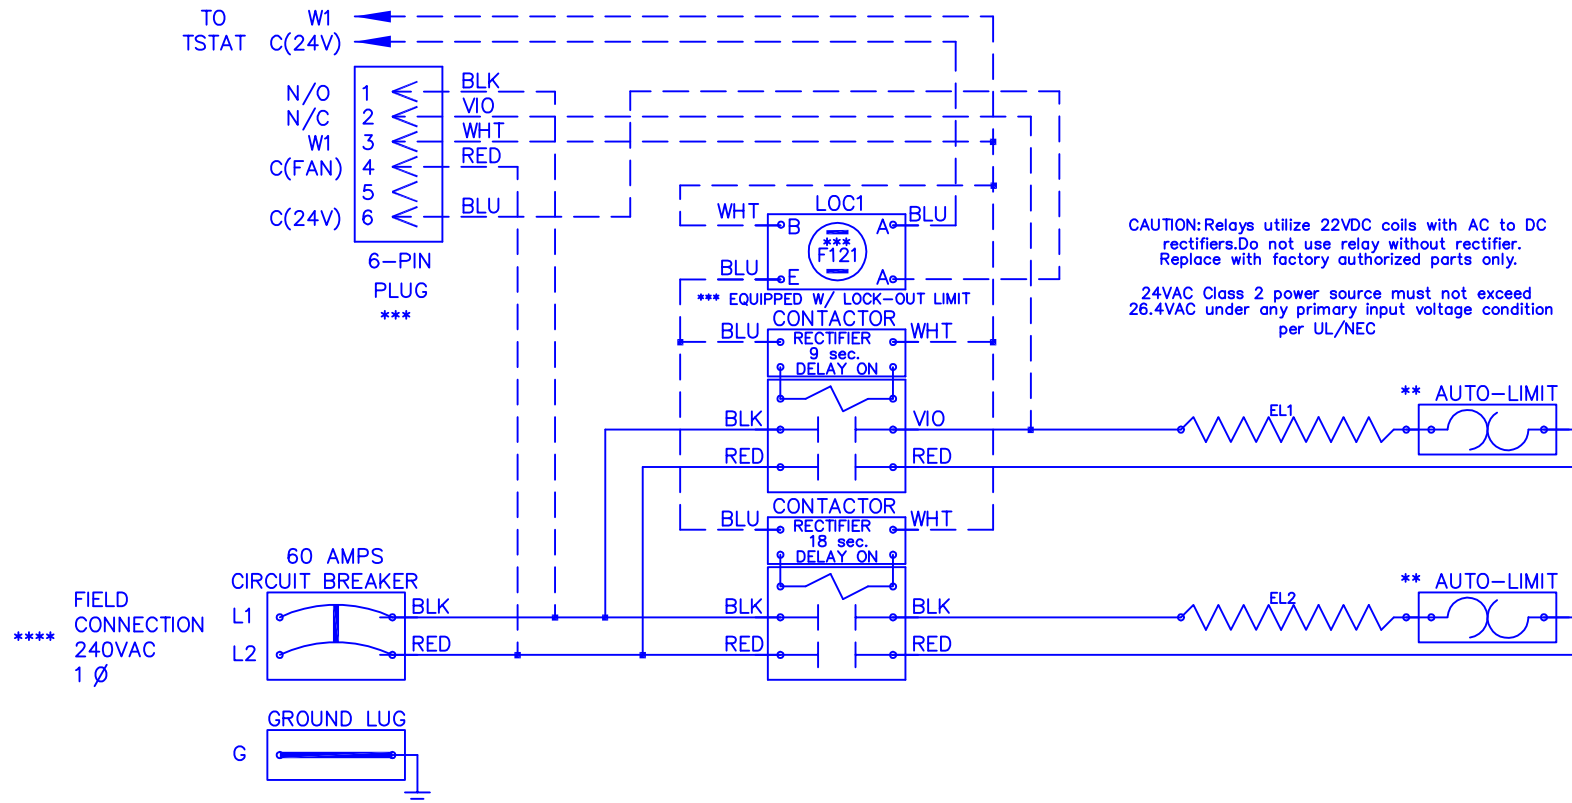 TO W1
TSTAT C(24V)
N/O 1 BLK
N/C 2 VIO
W1 3 WHT
C(FAN) 4 RED
5
C(24V) 6 BLU
6-PIN
PLUG
***
LOC1
WHT B A BLU
***
F121
BLU E A
*** EQUIPPED W/ LOCK-OUT LIMIT
CONTACTOR
BLU RECTIFIER WHT
9 sec.
DELAY ON
BLK VIO
RED RED
CONTACTOR
BLU RECTIFIER WHT
18 sec.
DELAY ON
BLK BLK
RED RED
CAUTION: Relays utilize 22VDC coils with AC to DC
rectifiers.Do not use relay without rectifier.
Replace with factory authorized parts only.
24VAC Class 2 power source must not exceed
26.4VAC under any primary input voltage condition
per UL/NEC
** AUTO-LIMIT
EL1
** AUTO-LIMIT
EL2
60 AMPS
CIRCUIT BREAKER
L1 BLK
L2 RED
FIELD
**** CONNECTION
240VAC
1 Ø
GROUND LUG
G